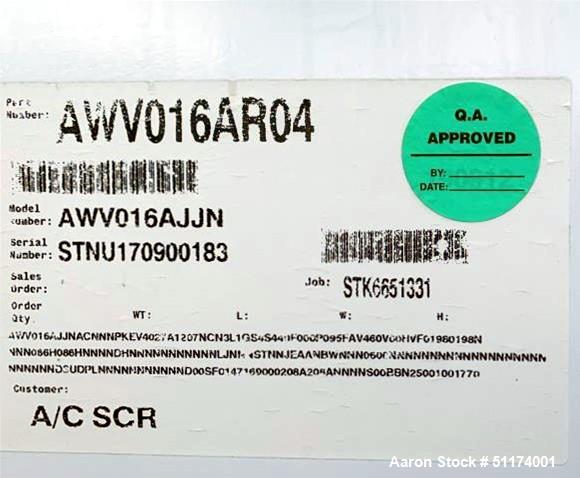 Part
Number: AWV016AR04
Q.A.
APPROVED
BY:
DATE:
Model
Number: AWV016AJJN
Serial
Number: STNU170900183
Job: STK6651331
Sales
Order:
Order
Qty. WT: L: W: H:
Customer:
A/C SCR
Aaron Stock # 51174001